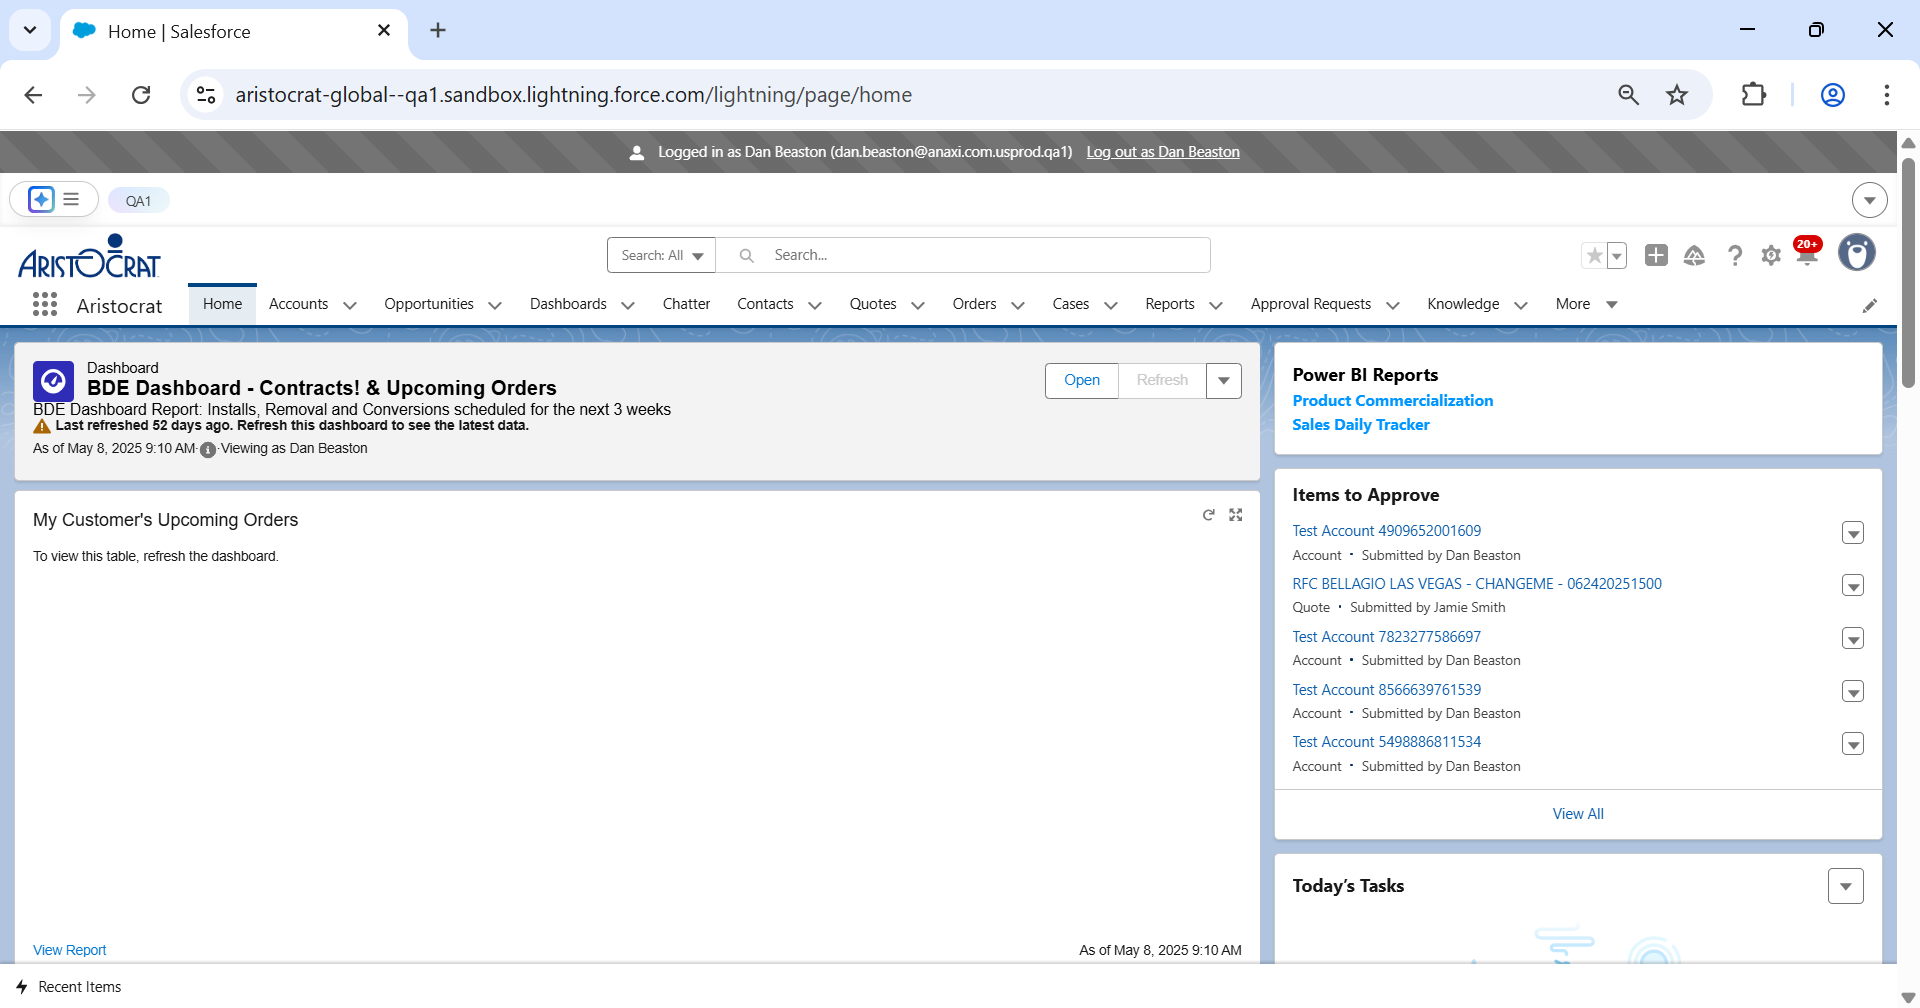 Home | Salesforce
aristocrat-global--qa1.sandbox.lightning.force.com/lightning/page/home
Logged in as Dan Beaston (dan.beaston@anaxi.com.usprod.qa1) Log out as Dan Beaston
QA1
ARISTOCRAT
Search: All
Search...
20+
Aristocrat
Home
Accounts
Opportunities
Dashboards
Chatter
Contacts
Quotes
Orders
Cases
Reports
Approval Requests
Knowledge
More
Dashboard
BDE Dashboard - Contracts! & Upcoming Orders
BDE Dashboard Report: Installs, Removal and Conversions scheduled for the next 3 weeks
Last refreshed 52 days ago. Refresh this dashboard to see the latest data.
As of May 8, 2025 9:10 AM·Viewing as Dan Beaston
Open
Refresh
My Customer's Upcoming Orders
To view this table, refresh the dashboard.
View Report
As of May 8, 2025 9:10 AM
Power BI Reports
Product Commercialization
Sales Daily Tracker
Items to Approve
Test Account 4909652001609
Account • Submitted by Dan Beaston
RFC BELLAGIO LAS VEGAS - CHANGEME - 062420251500
Quote • Submitted by Jamie Smith
Test Account 7823277586697
Account • Submitted by Dan Beaston
Test Account 8566639761539
Account • Submitted by Dan Beaston
Test Account 5498886811534
Account • Submitted by Dan Beaston
View All
Today’s Tasks
Recent Items